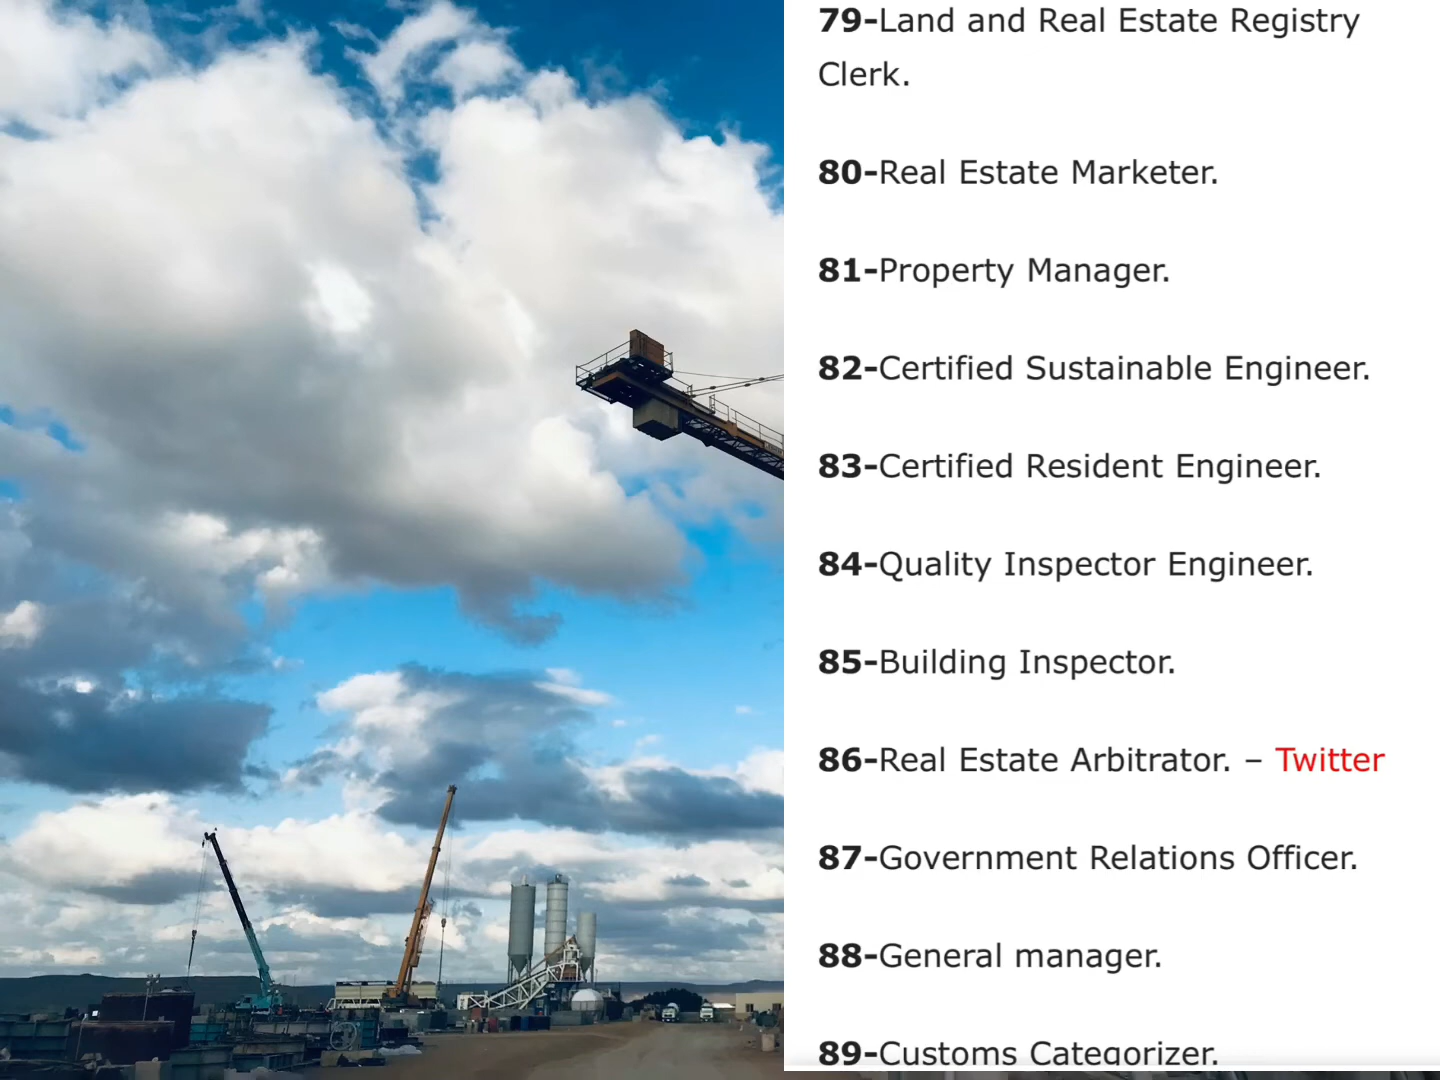 79-Land and Real Estate Registry
Clerk.
80-Real Estate Marketer.
81-Property Manager.
82-Certified Sustainable Engineer.
83-Certified Resident Engineer.
84-Quality Inspector Engineer.
85-Building Inspector.
86-Real Estate Arbitrator. – Twitter
87-Government Relations Officer.
88-General manager.
89-Customs Categorizer.